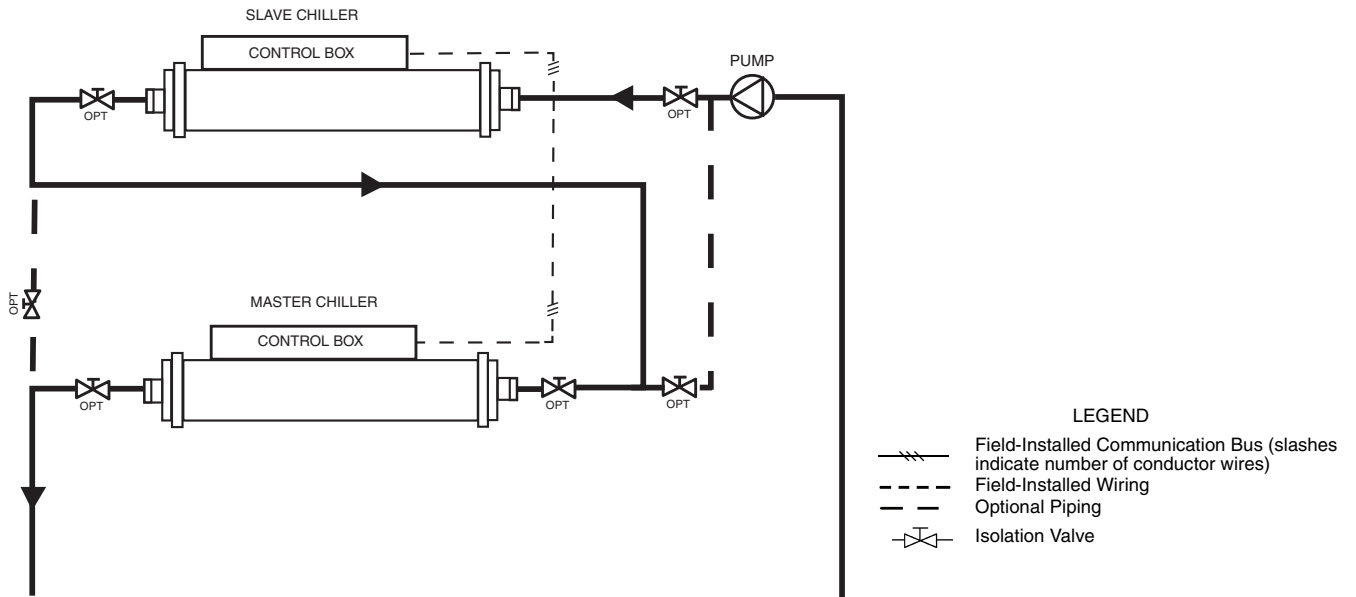 SLAVE CHILLER
CONTROL BOX
PUMP
OPT
OPT
OPT
MASTER CHILLER
CONTROL BOX
OPT
OPT
OPT
LEGEND
Field-Installed Communication Bus (slashes
indicate number of conductor wires)
Field-Installed Wiring
Optional Piping
Isolation Valve